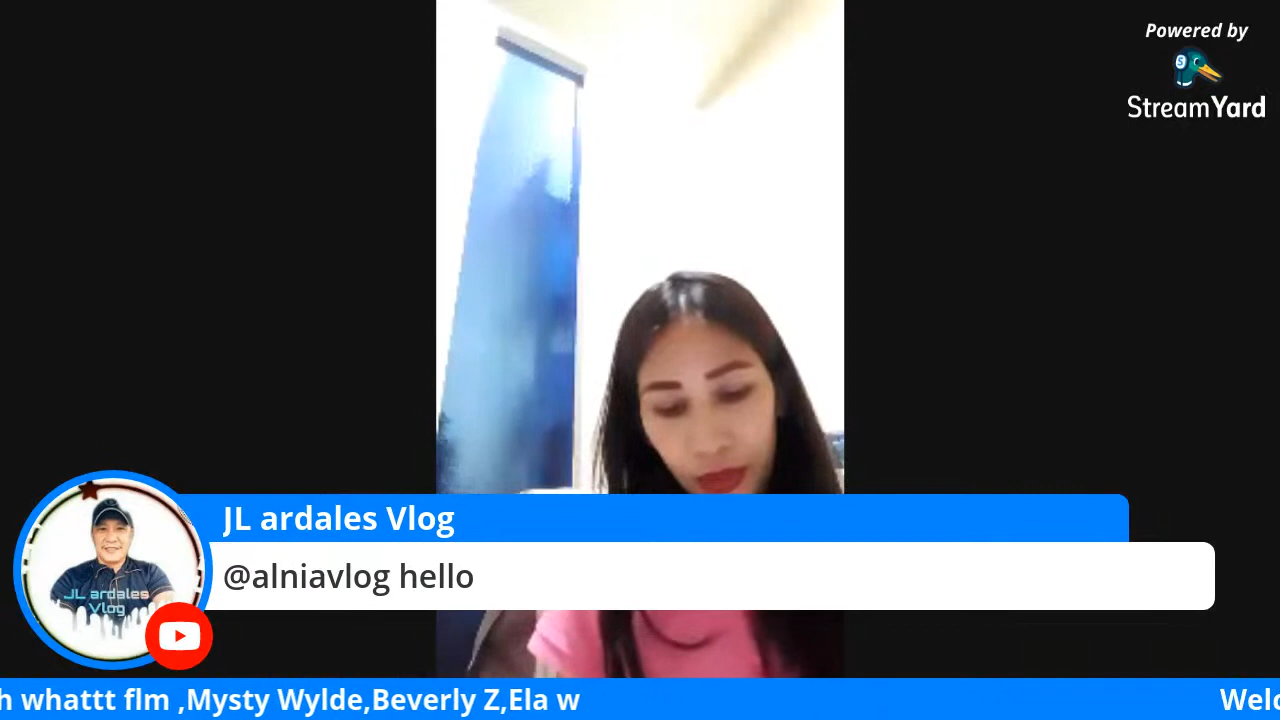 Powered by
StreamYard
JL ardales Vlog
@alniavlog hello
JL ardales
Vlog
h whattt flm ,Mysty Wylde,Beverly Z,Ela w
Welc